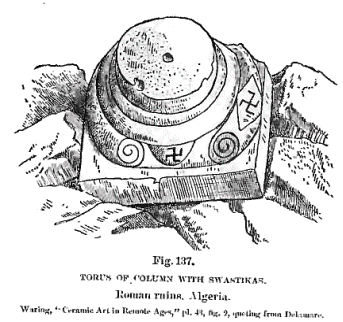 Fig. 137.
TORUS OF COLUMN WITH SWASTIKAS.
Roman ruins. Algeria.
Waring, "Ceramic Art in Remote Ages," pl. 43, fig. 2, quoting from Delamare.